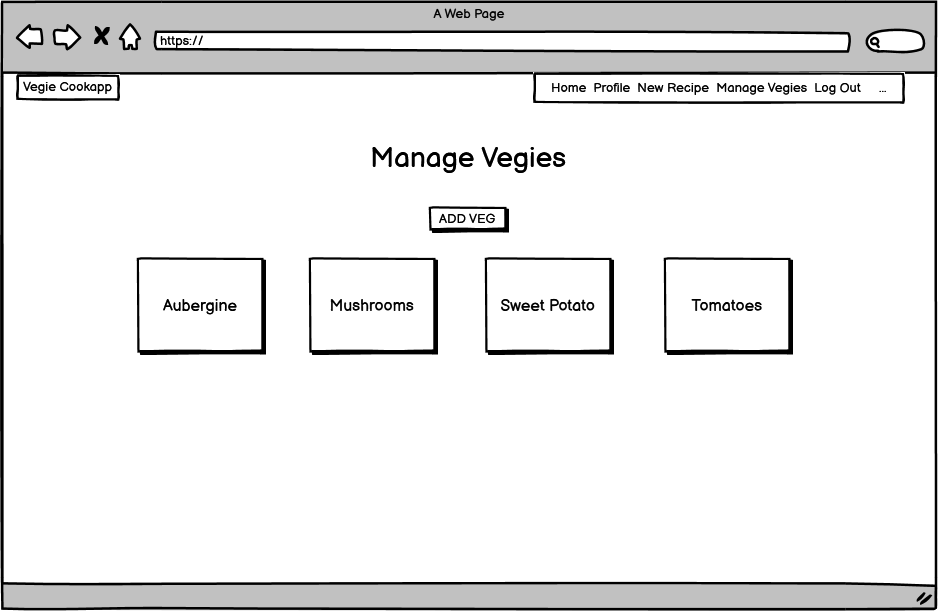 A Web Page
https://
Vegie Cookapp
Home Profile New Recipe Manage Vegies Log Out ...
Manage Vegies
ADD VEG
Aubergine Mushrooms Sweet Potato Tomatoes